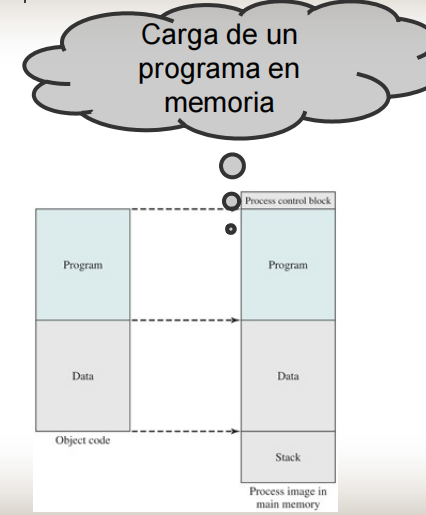 Carga de un
programa en
memoria
Process control block
Program
Program
Data
Data
Object code
Stack
Process image in
main memory